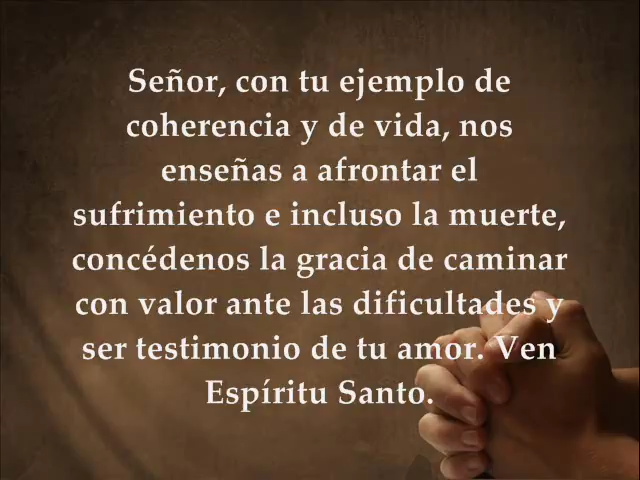 Señor, con tu ejemplo de
coherencia y de vida, nos
enseñas a afrontar el
sufrimiento e incluso la muerte,
concédenos la gracia de caminar
con valor ante las dificultades y
ser testimonio de tu amor. Ven
Espíritu Santo.